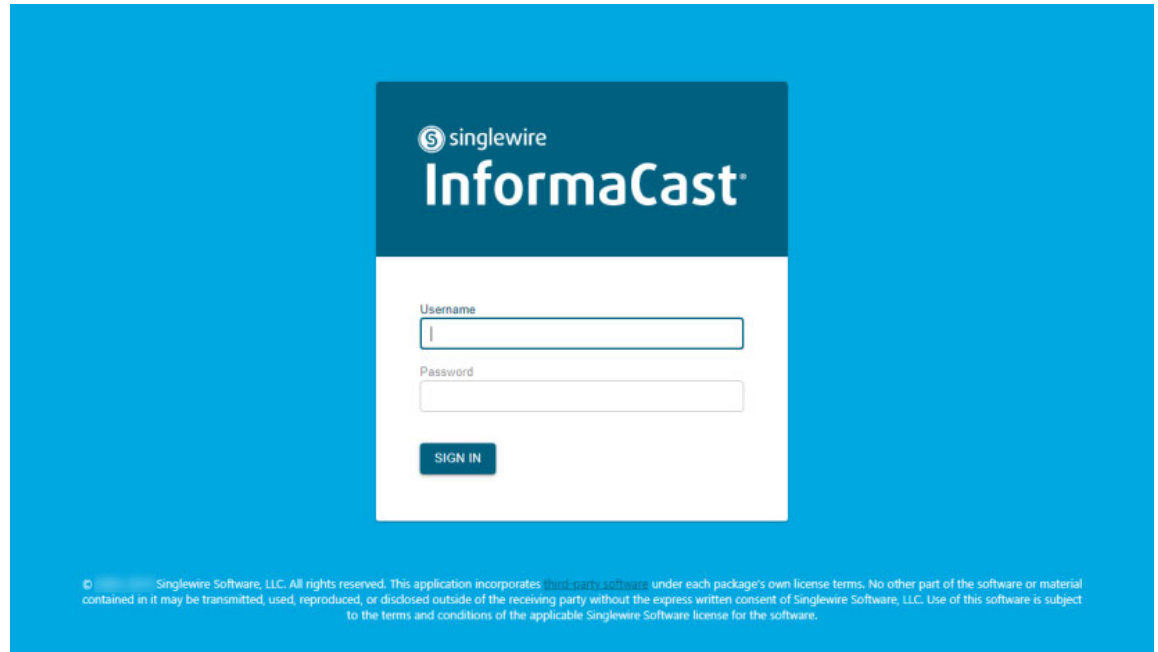 singlewire
InformaCast®
Username
Password
SIGN IN
© Singlewire Software, LLC. All rights reserved. This application incorporates third-party software under each package's own license terms. No other part of the software or material
contained in it may be transmitted, used, reproduced, or disclosed outside of the receiving party without the express written consent of Singlewire Software, LLC. Use of this software is subject
to the terms and conditions of the applicable Singlewire Software license for the software.